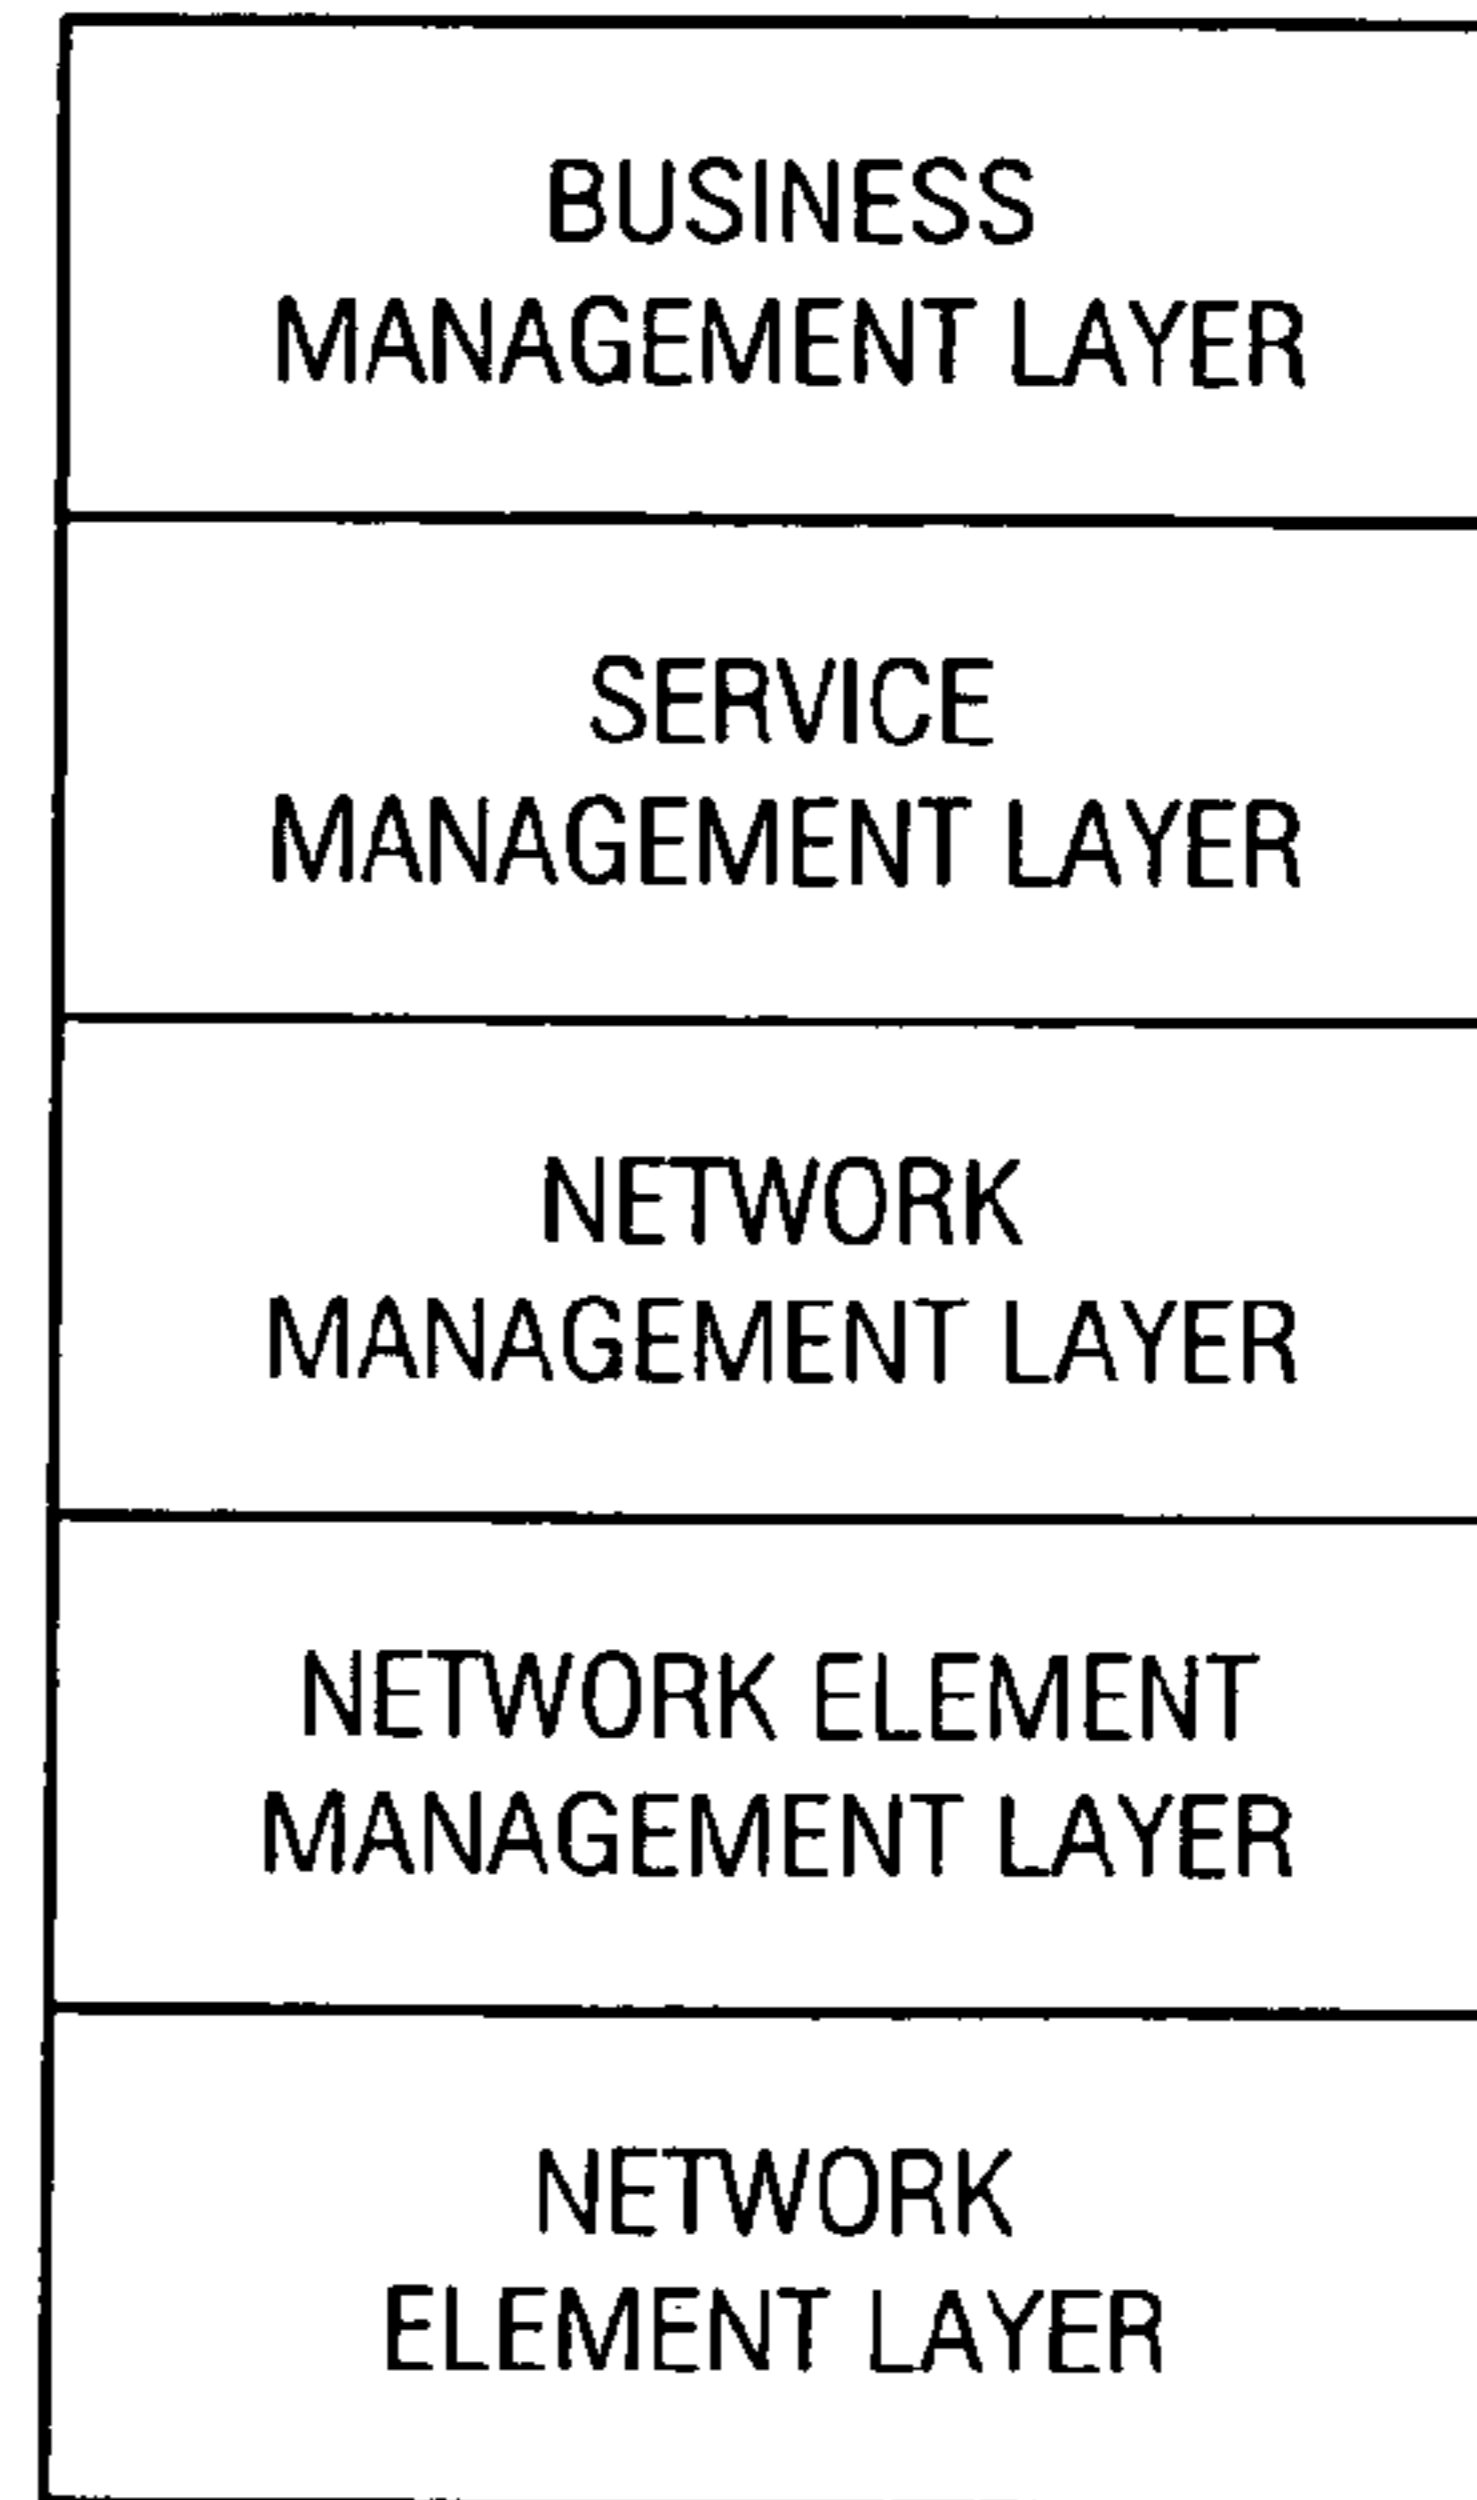 BUSINESS
MANAGEMENT LAYER
SERVICE
MANAGEMENT LAYER
NETWORK
MANAGEMENT LAYER
NETWORK ELEMENT
MANAGEMENT LAYER
NETWORK
ELEMENT LAYER